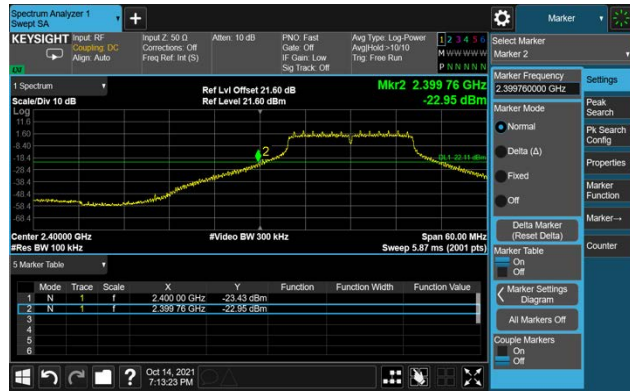 Spectrum Analyzer 1
Swept SA
Marker
KEYSIGHT
Input: RF
Coupling: DC
Align: Auto
Input Z: 50 Ω
Corrections: Off
Freq Ref: Int (S)
Atten: 10 dB
PNO: Fast
Gate: Off
IF Gain: Low
Sig Track: Off
Avg Type: Log-Power
Avg|Hold:>10/10
Trig: Free Run
1 2 3 4 5 6
M W W W W W
P N N N N N
Select Marker
Marker 2
1 Spectrum
Scale/Div 10 dB
Log
Ref Lvl Offset 21.60 dB
Ref Level 21.60 dBm
Mkr2 2.399 76 GHz
-22.95 dBm
11.6
1.60
-8.40
-18.4
-28.4
-38.4
-48.4
-58.4
-68.4
2
DL1 -22.11 dBm
Center 2.40000 GHz
#Res BW 100 kHz
#Video BW 300 kHz
Span 60.00 MHz
Sweep 5.87 ms (2001 pts)
5 Marker Table
Mode Trace Scale X Y Function Function Width Function Value
1 N 1 f 2.400 00 GHz -23.43 dBm
2 N 1 f 2.399 76 GHz -22.95 dBm
3
4
5
6
Marker Frequency
2.399760000 GHz
Marker Mode
Normal
Delta (Δ)
Fixed
Off
Delta Marker
(Reset Delta)
Marker Table
On
Off
Marker Settings
Diagram
All Markers Off
Couple Markers
On
Off
Settings
Peak
Search
Pk Search
Config
Properties
Marker
Function
Marker→
Counter
Oct 14, 2021
7:13:23 PM